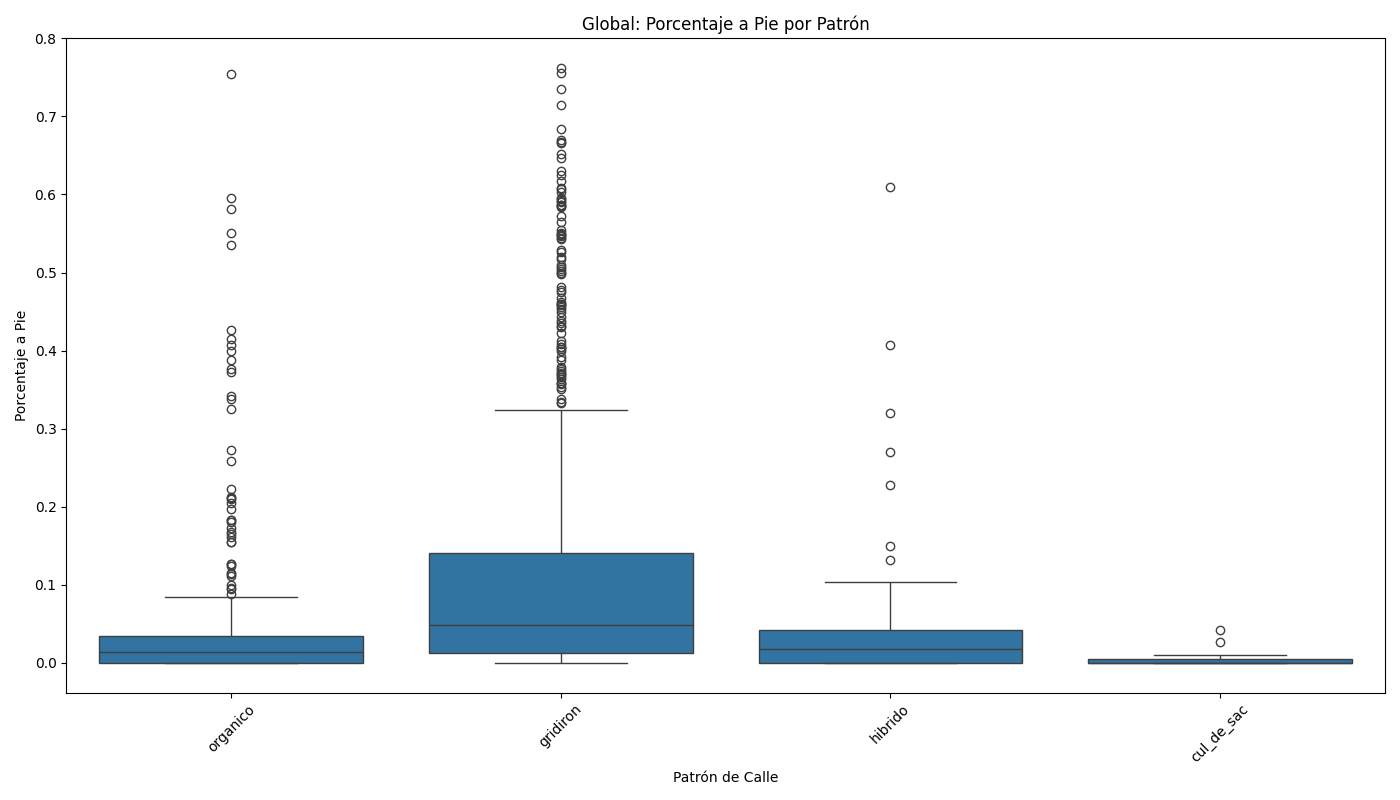 Global: Porcentaje a Pie por Patrón
Porcentaje a Pie
0.8
0.7
0.6
0.5
0.4
0.3
0.2
0.1
0.0
organico
gridiron
hibrido
cul_de_sac
Patrón de Calle